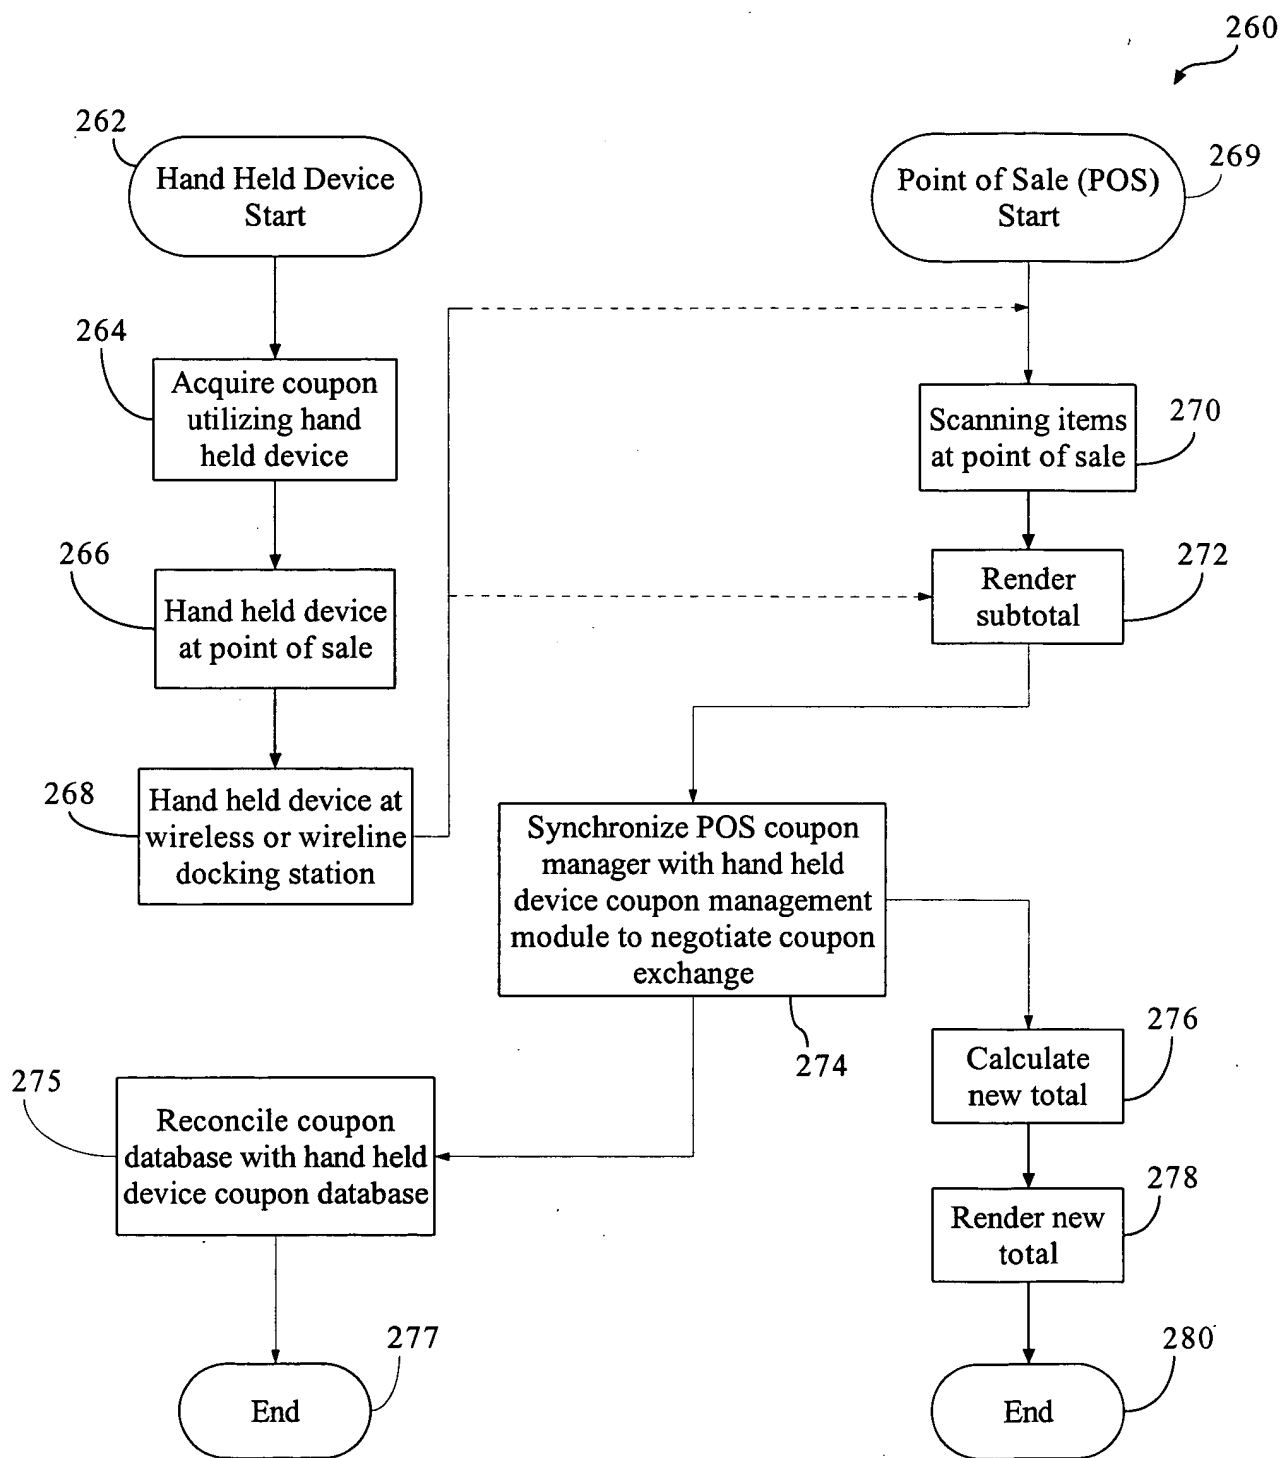 260
262
Hand Held Device
Start
Point of Sale (POS)
Start
269
264
Acquire coupon
utilizing hand
held device
Scanning items
at point of sale
270
266
Hand held device
at point of sale
Render
subtotal
272
268
Hand held device at
wireless or wireline
docking station
Synchronize POS coupon
manager with hand held
device coupon management
module to negotiate coupon
exchange
274
275
Reconcile coupon
database with hand held
device coupon database
Calculate
new total
276
Render new
total
278
End
277
End
280